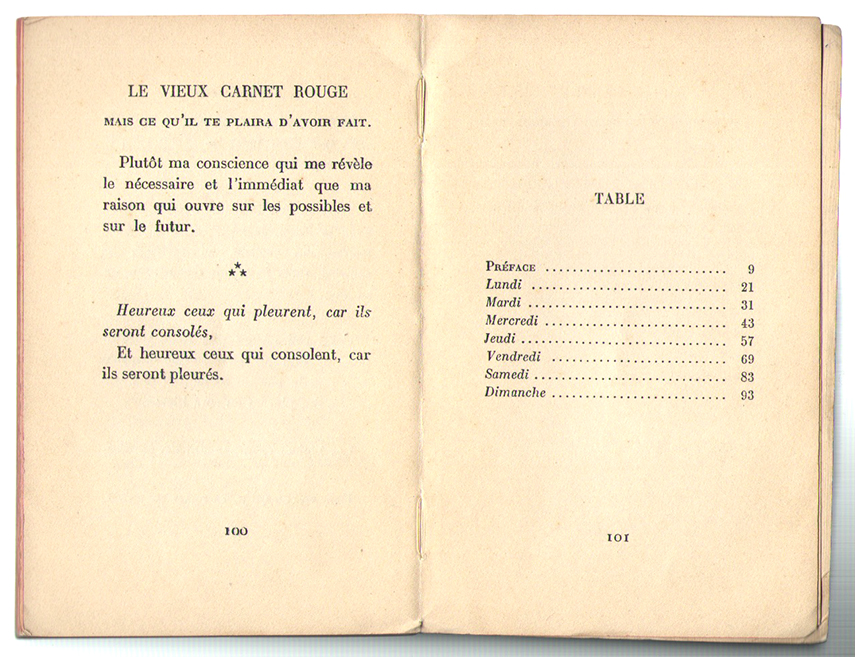 LE VIEUX CARNET ROUGE
MAIS CE QU'IL TE PLAIRA D'AVOIR FAIT.
Plutôt ma conscience qui me révèle
le nécessaire et l'immédiat que ma
raison qui ouvre sur les possibles et
sur le futur.
⁂
Heureux ceux qui pleurent, car ils
seront consolés,
Et heureux ceux qui consolent, car
ils seront pleurés.
100
TABLE
PRÉFACE .......................... 9
Lundi ............................ 21
Mardi ............................ 31
Mercredi .......................... 43
Jeudi ............................. 57
Vendredi ......................... 69
Samedi ............................ 83
Dimanche ......................... 93
101